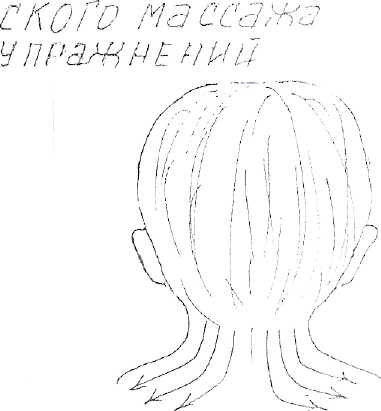 ского массажа
упражнений